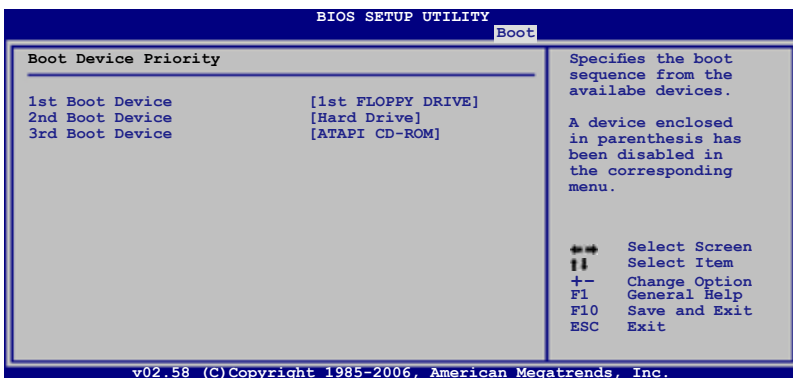 BIOS SETUP UTILITY
Boot
Boot Device Priority
1st Boot Device [1st FLOPPY DRIVE]
2nd Boot Device [Hard Drive]
3rd Boot Device [ATAPI CD-ROM]
Specifies the boot
sequence from the
availabe devices.
A device enclosed
in parenthesis has
been disabled in
the corresponding
menu.
←→ Select Screen
↑↓ Select Item
+- Change Option
F1 General Help
F10 Save and Exit
ESC Exit
v02.58 (C)Copyright 1985-2006, American Megatrends, Inc.